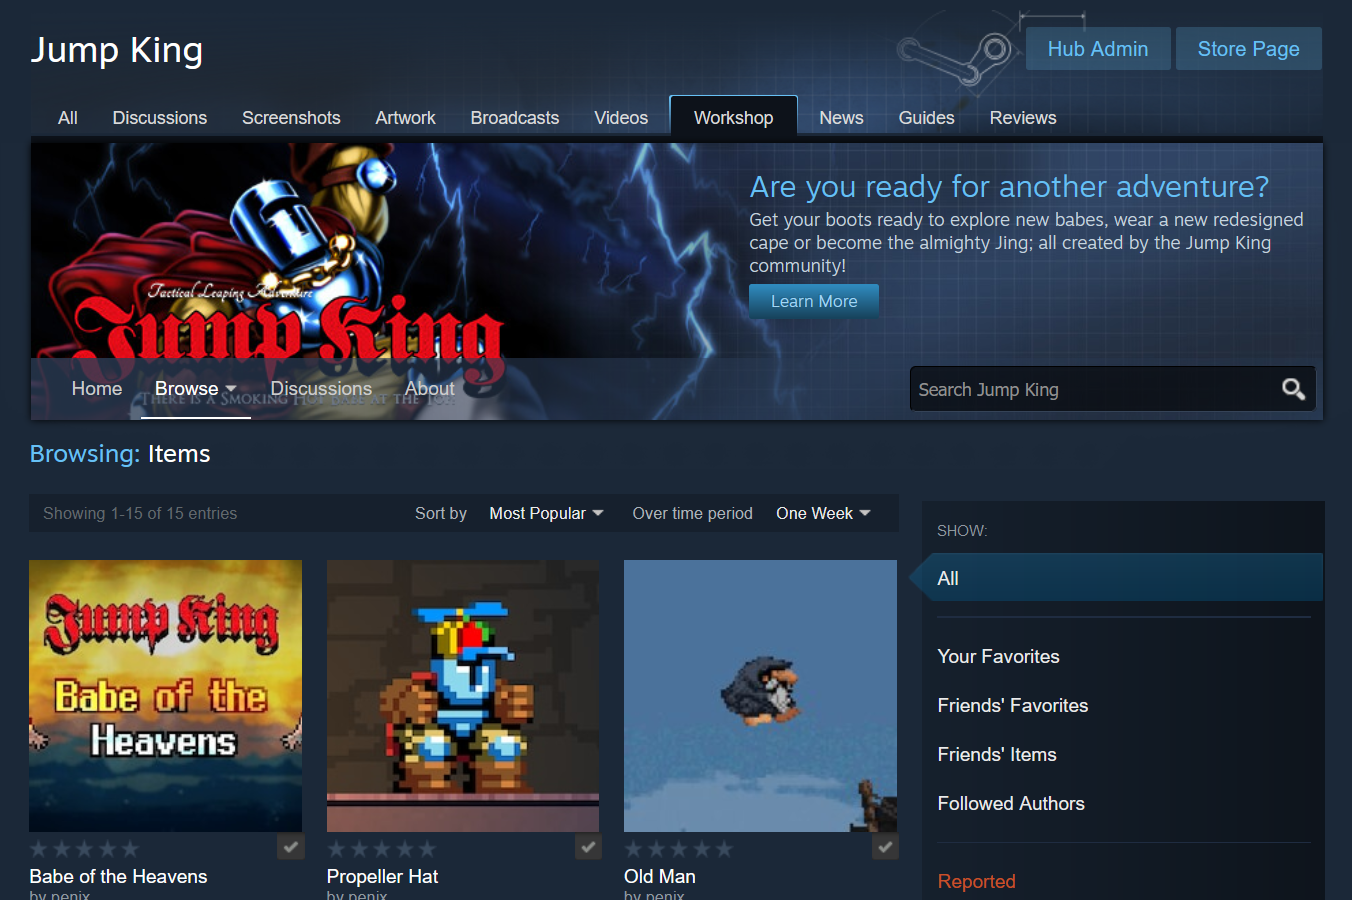 Jump King
Hub Admin
Store Page
All
Discussions
Screenshots
Artwork
Broadcasts
Videos
Workshop
News
Guides
Reviews
Tactical Leaping Adventure
Jump King
There is a Smoking Hot Babe at the Top!
Are you ready for another adventure?
Get your boots ready to explore new babes, wear a new redesigned
cape or become the almighty Jing; all created by the Jump King
community!
Learn More
Home
Browse
Discussions
About
Search Jump King
Browsing: Items
Showing 1-15 of 15 entries
Sort by
Most Popular
Over time period
One Week
SHOW:
All
Your Favorites
Friends' Favorites
Friends' Items
Followed Authors
Reported
Jump King
Babe of the
Heavens
Babe of the Heavens
by penix
Propeller Hat
by penix
Old Man
by penix